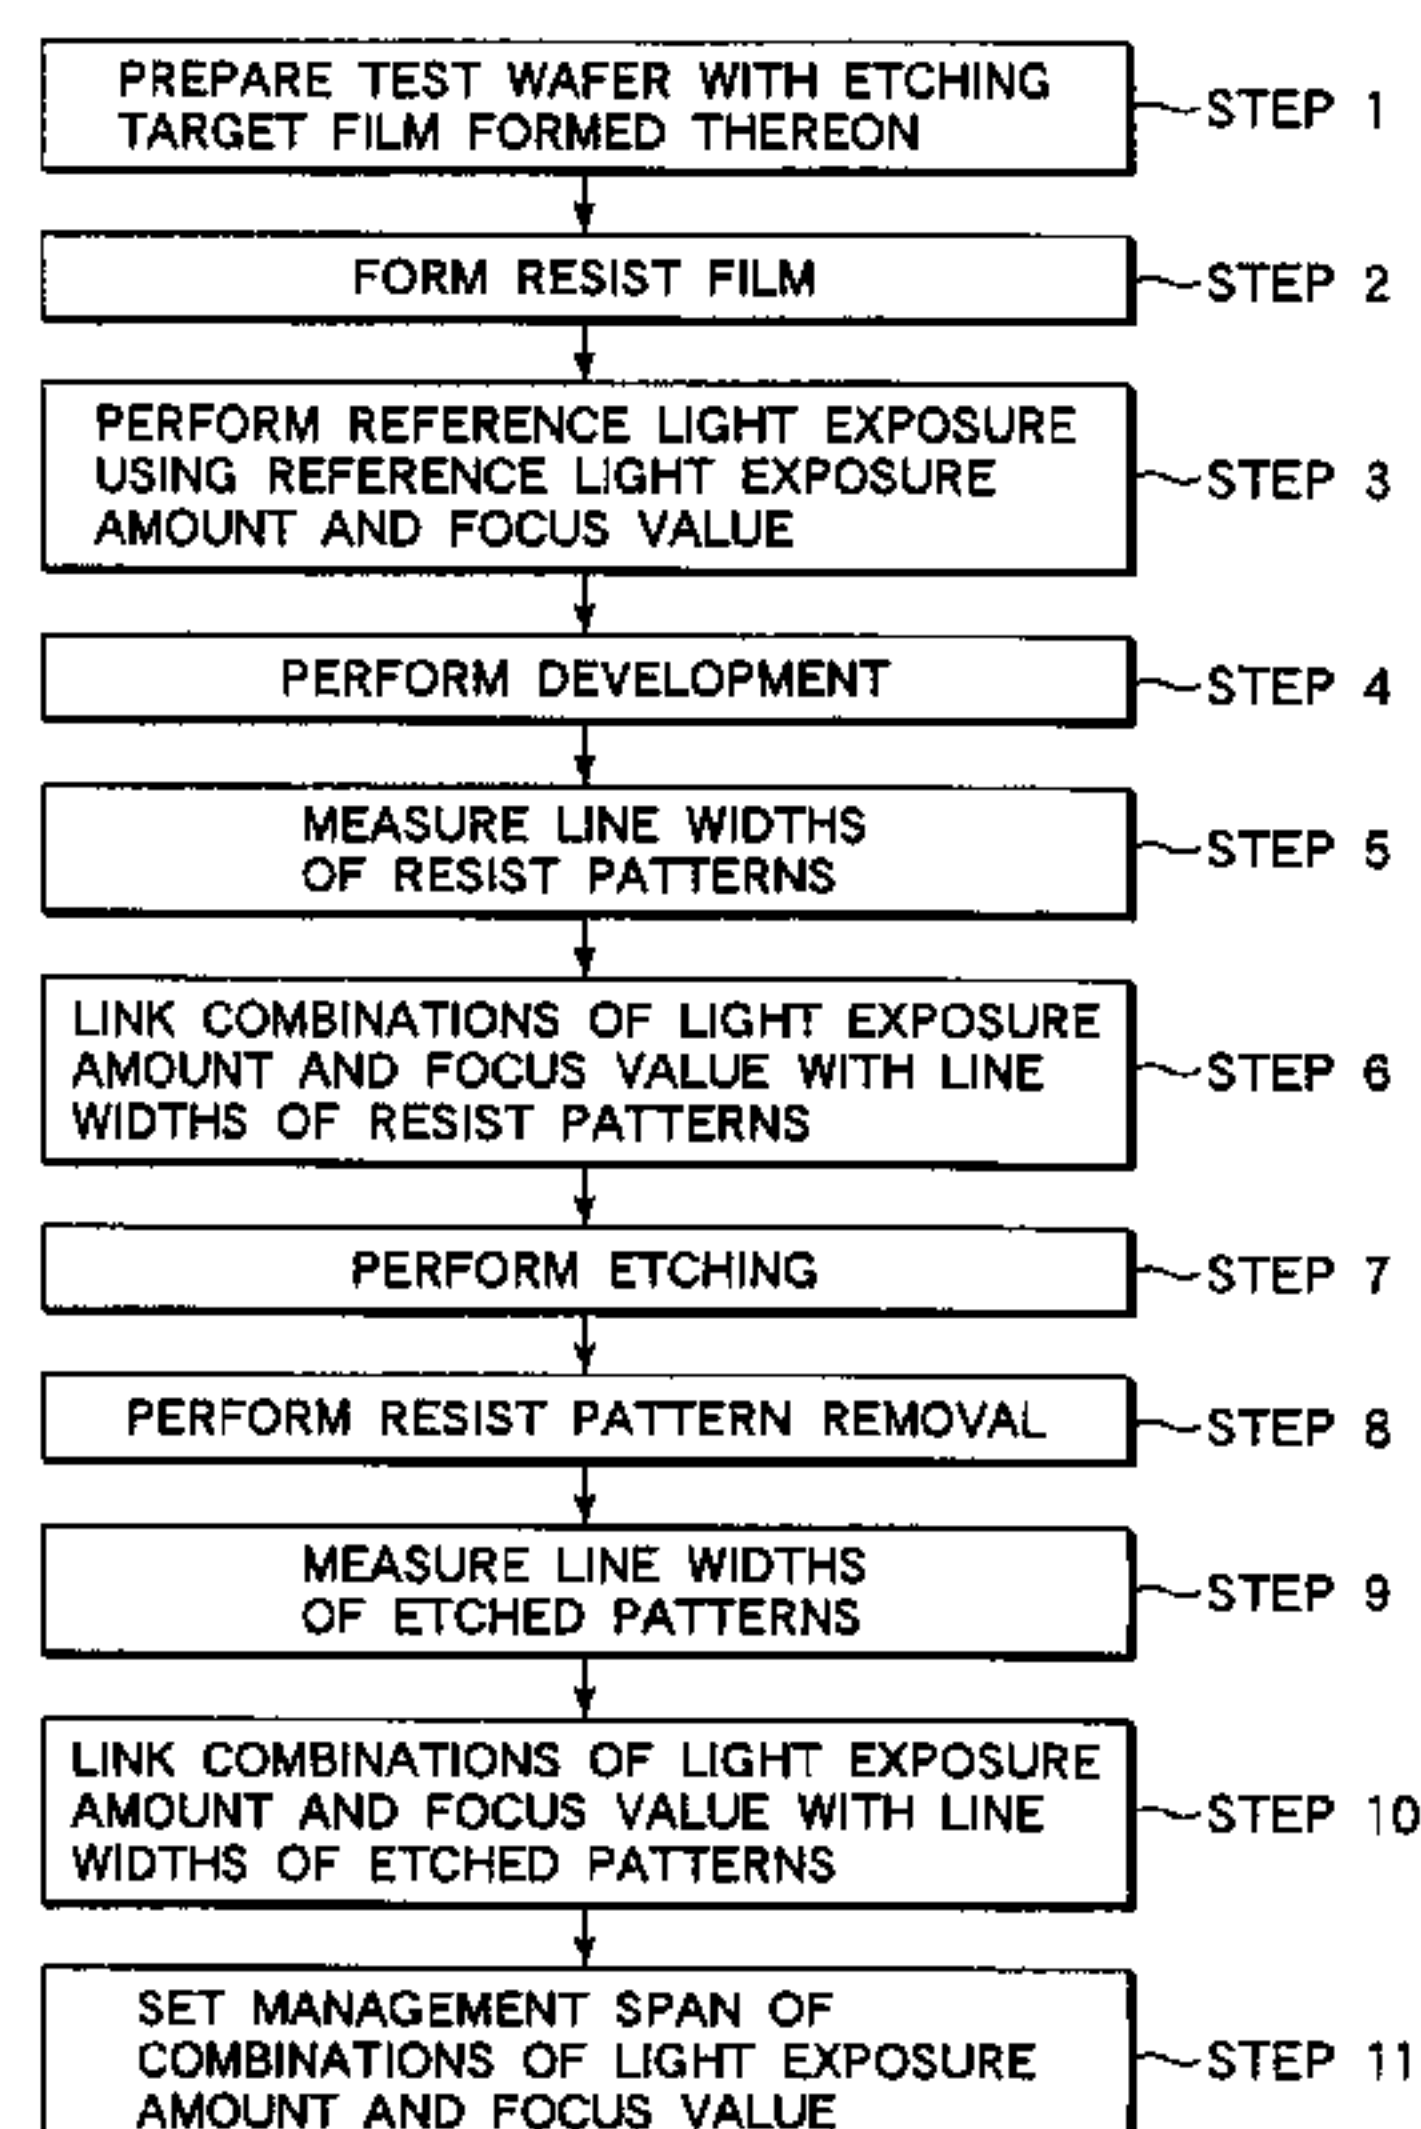 PREPARE TEST WAFER WITH ETCHING
TARGET FILM FORMED THEREON
STEP 1
FORM RESIST FILM
STEP 2
PERFORM REFERENCE LIGHT EXPOSURE
USING REFERENCE LIGHT EXPOSURE
AMOUNT AND FOCUS VALUE
STEP 3
PERFORM DEVELOPMENT
STEP 4
MEASURE LINE WIDTHS
OF RESIST PATTERNS
STEP 5
LINK COMBINATIONS OF LIGHT EXPOSURE
AMOUNT AND FOCUS VALUE WITH LINE
WIDTHS OF RESIST PATTERNS
STEP 6
PERFORM ETCHING
STEP 7
PERFORM RESIST PATTERN REMOVAL
STEP 8
MEASURE LINE WIDTHS
OF ETCHED PATTERNS
STEP 9
LINK COMBINATIONS OF LIGHT EXPOSURE
AMOUNT AND FOCUS VALUE WITH LINE
WIDTHS OF ETCHED PATTERNS
STEP 10
SET MANAGEMENT SPAN OF
COMBINATIONS OF LIGHT EXPOSURE
AMOUNT AND FOCUS VALUE
STEP 11